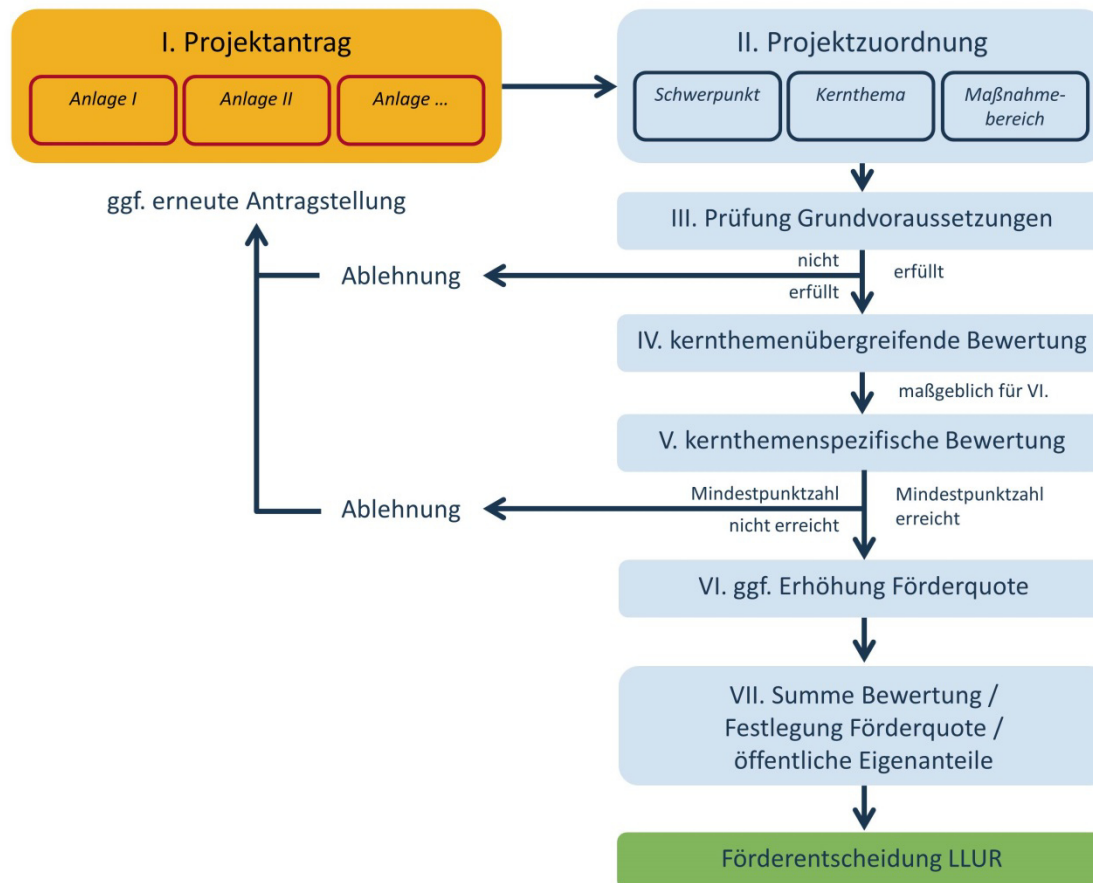 I. Projektantrag
Anlage I
Anlage II
Anlage ...
II. Projektzuordnung
Schwerpunkt
Kernthema
Maßnahme-
bereich
ggf. erneute Antragstellung
III. Prüfung Grundvoraussetzungen
nicht
erfüllt
erfüllt
Ablehnung
IV. kernthemenübergreifende Bewertung
maßgeblich für VI.
V. kernthemenspezifische Bewertung
Mindestpunktzahl
nicht erreicht
Mindestpunktzahl
erreicht
Ablehnung
VI. ggf. Erhöhung Förderquote
VII. Summe Bewertung /
Festlegung Förderquote /
öffentliche Eigenanteile
Förderentscheidung LLUR